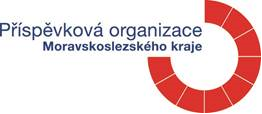 Příspěvková organizace
Moravskoslezského kraje